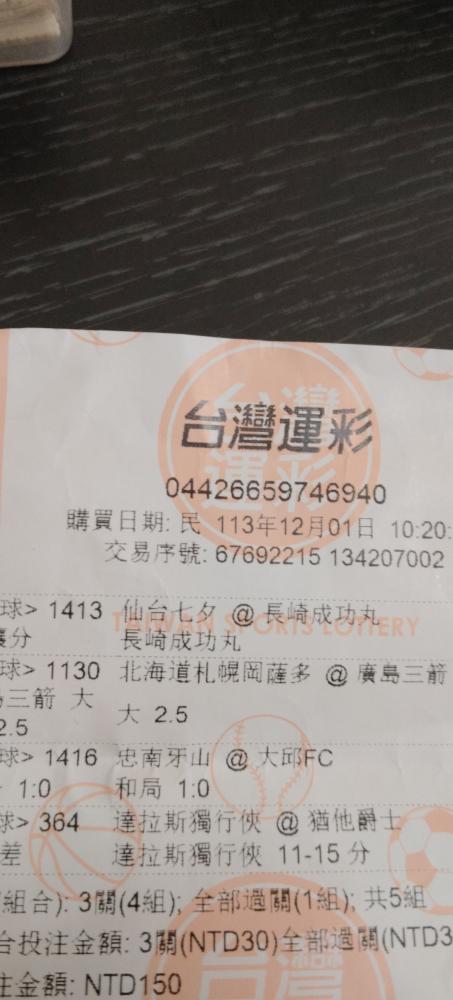 台灣運彩
04426659746940
購買日期: 民 113年12月01日 10:20:
交易序號: 67692215 134207002
TAIWAN SPORTS LOTTERY
球> 1413 仙台七夕 @ 長崎成功丸
讓分 長崎成功丸
球> 1130 北海道札幌岡薩多 @ 廣島三箭
島三箭 大 大 2.5
2.5
球> 1416 忠南牙山 @ 大邱FC
1:0 和局 1:0
球> 364 達拉斯獨行俠 @ 猶他爵士
差 達拉斯獨行俠 11-15 分
組合): 3關(4組); 全部過關(1組); 共5組
台投注金額: 3關(NTD30)全部過關(NTD3
注金額: NTD150